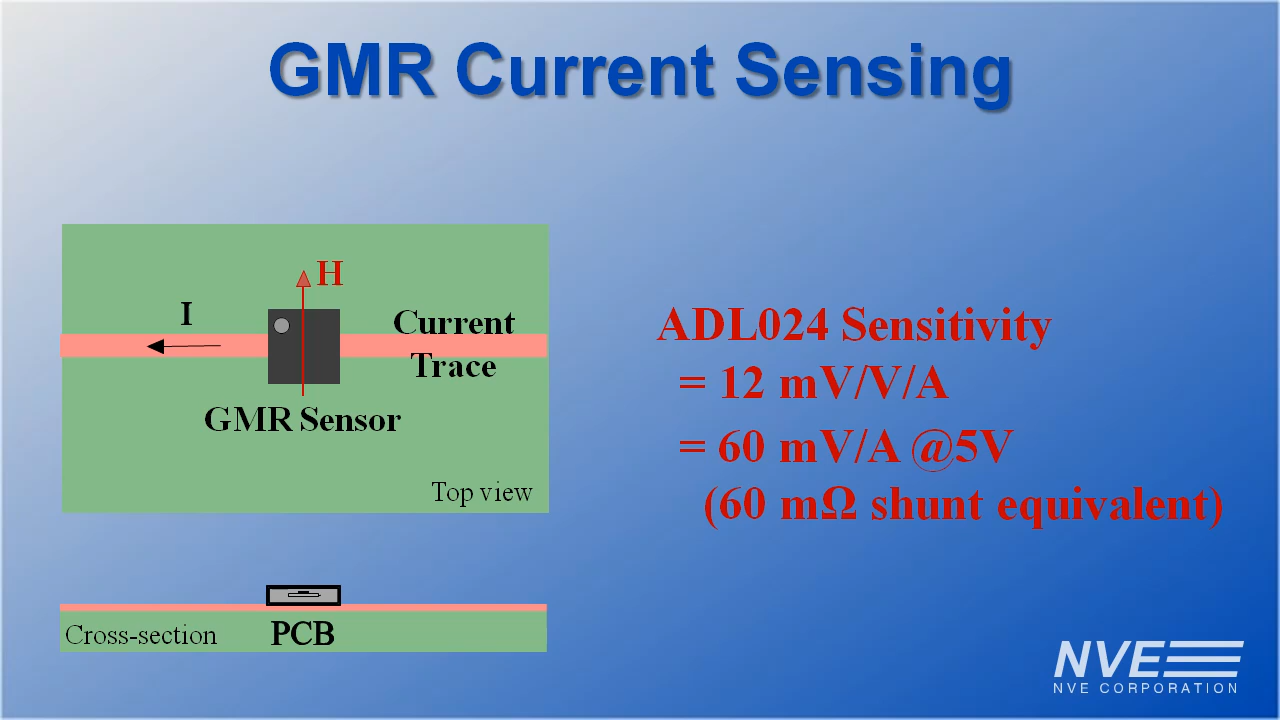 GMR Current Sensing
H
I
Current
Trace
GMR Sensor
Top view
ADL024 Sensitivity
= 12 mV/V/A
= 60 mV/A @5V
(60 mΩ shunt equivalent)
Cross-section
PCB
NVE
NVE CORPORATION